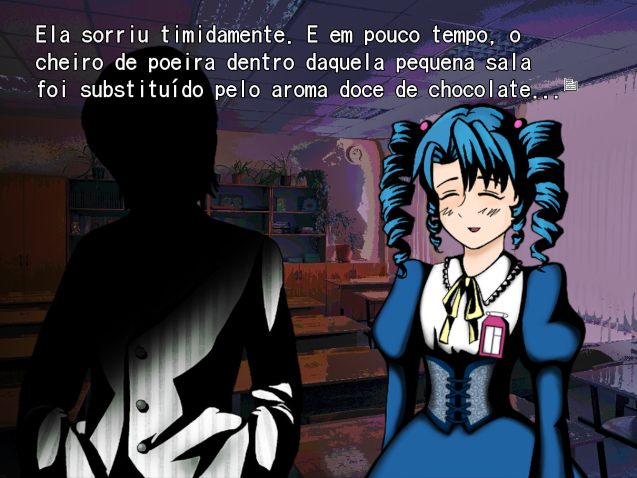 Ela sorriu timidamente. E em pouco tempo, o
cheiro de poeira dentro daquela pequena sala
foi substituído pelo aroma doce de chocolate...